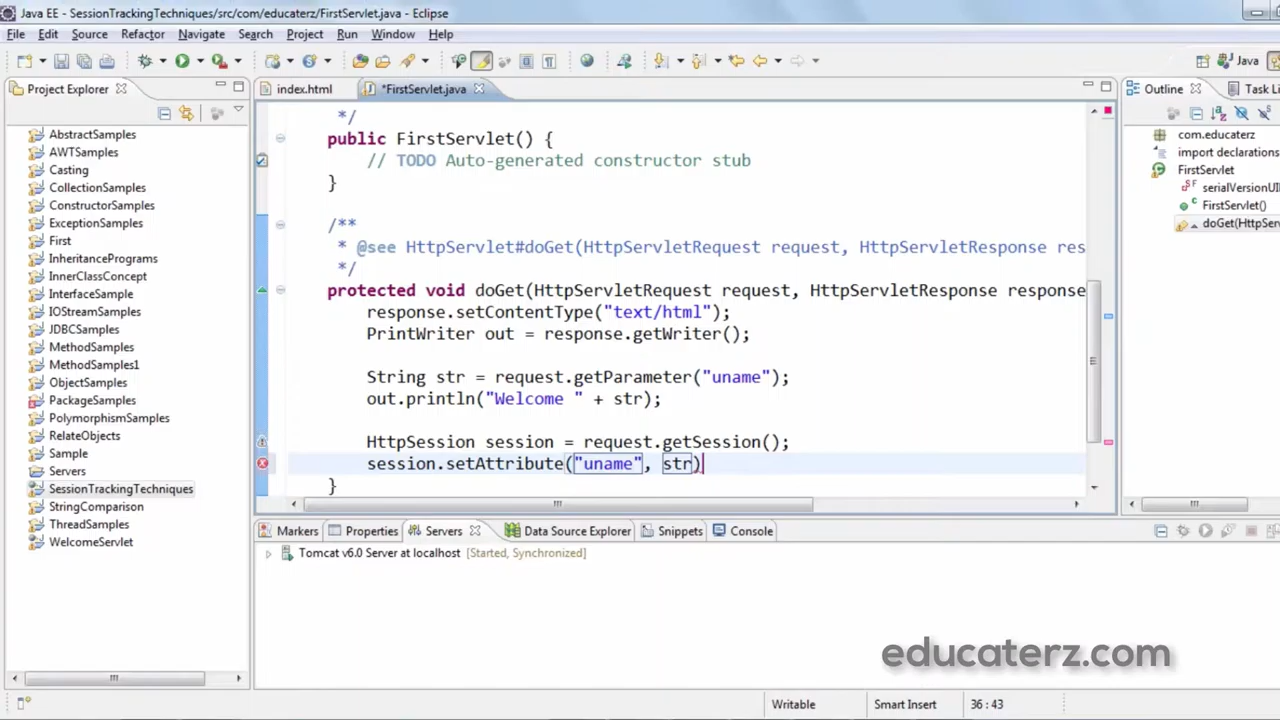 Java EE - SessionTrackingTechniques/src/com/educaterz/FirstServlet.java - Eclipse
File Edit Source Refactor Navigate Search Project Run Window Help
Java
Project Explorer
index.html
*FirstServlet.java
Outline
Task Li
AbstractSamples
AWTSamples
Casting
CollectionSamples
ConstructorSamples
ExceptionSamples
First
InheritancePrograms
InnerClassConcept
InterfaceSample
IOStreamSamples
JDBCSamples
MethodSamples
MethodSamples1
ObjectSamples
PackageSamples
PolymorphismSamples
RelateObjects
Sample
Servers
SessionTrackingTechniques
StringComparison
ThreadSamples
WelcomeServlet
*/
public FirstServlet() {
// TODO Auto-generated constructor stub
}
/**
* @see HttpServlet#doGet(HttpServletRequest request, HttpServletResponse res
*/
protected void doGet(HttpServletRequest request, HttpServletResponse response
response.setContentType("text/html");
PrintWriter out = response.getWriter();
String str = request.getParameter("uname");
out.println("Welcome " + str);
HttpSession session = request.getSession();
session.setAttribute("uname", str)
}
com.educaterz
import declarations
FirstServlet
serialVersionUI
FirstServlet()
doGet(HttpServ
Markers Properties Servers Data Source Explorer Snippets Console
Tomcat v6.0 Server at localhost [Started, Synchronized]
educaterz.com
Writable Smart Insert 36 : 43